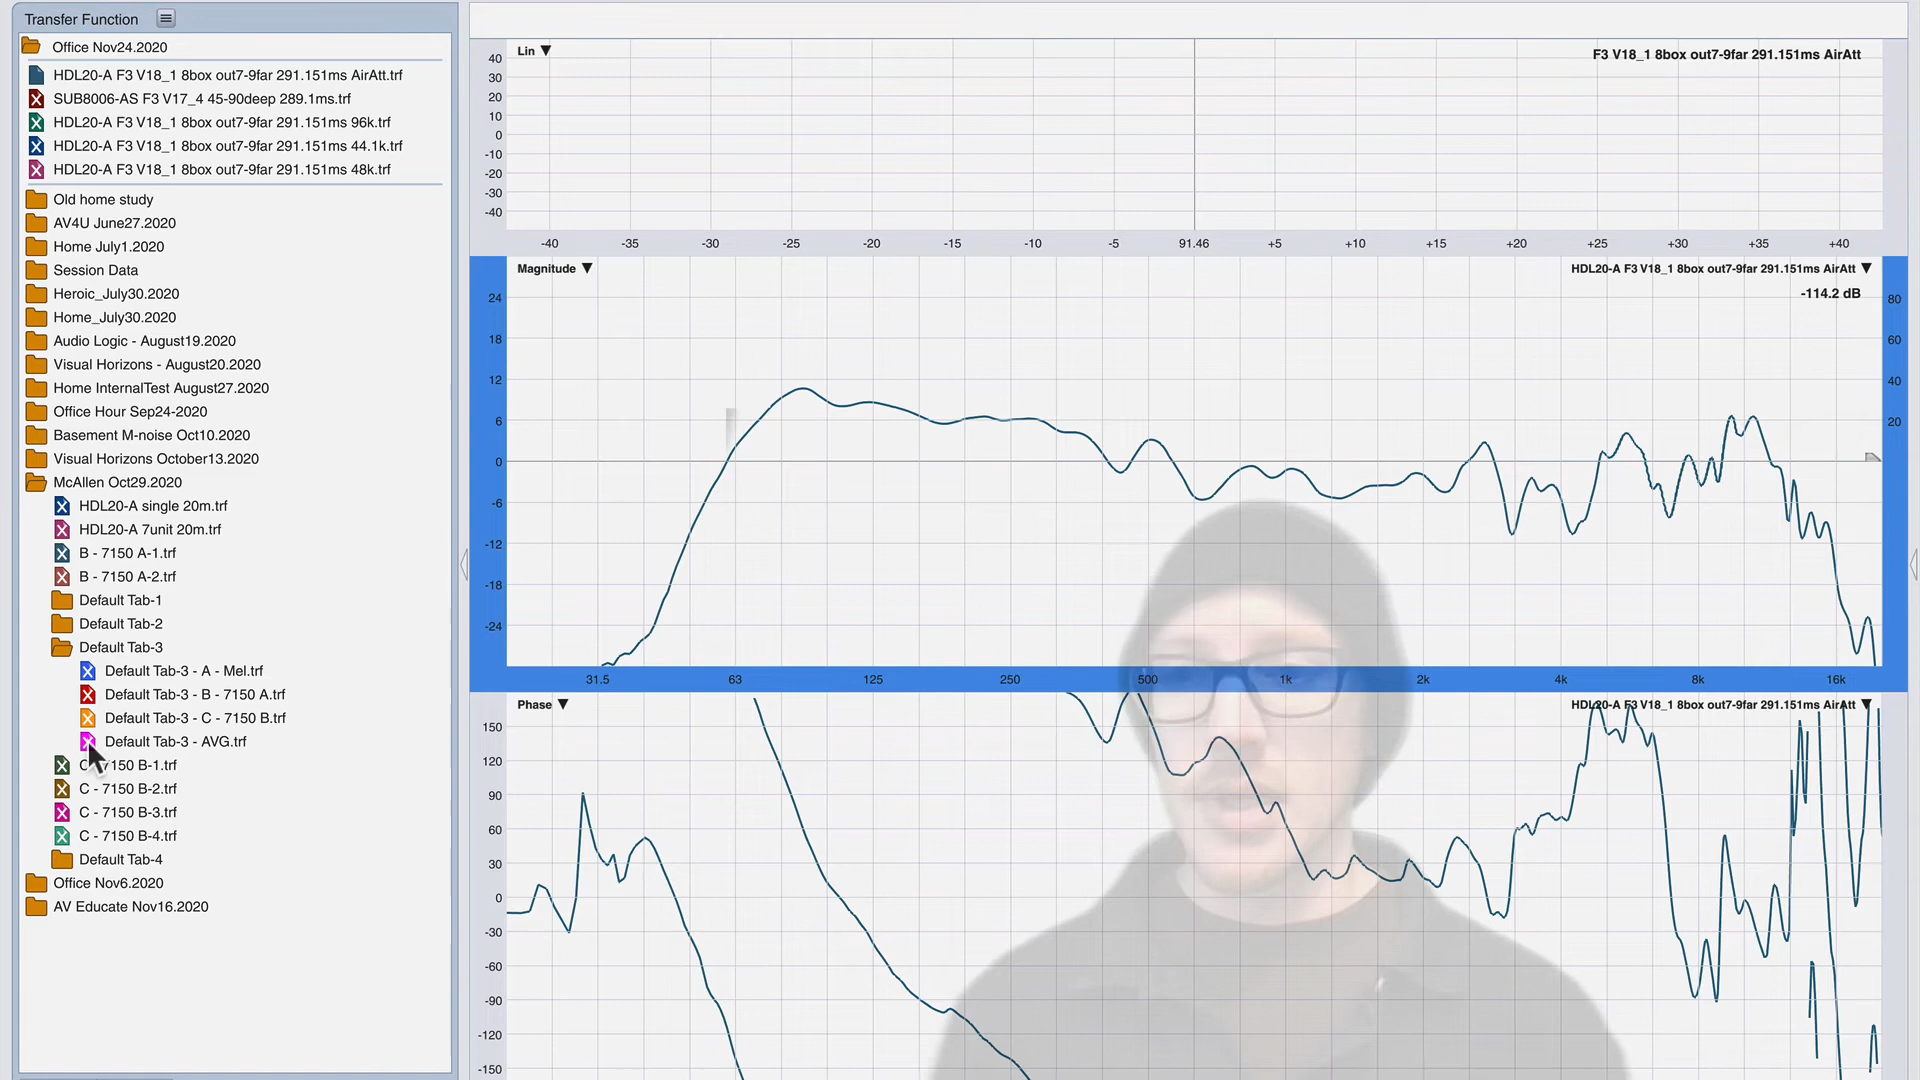 Transfer Function
Office Nov24.2020
HDL20-A F3 V18_1 8box out7-9far 291.151ms AirAtt.trf
SUB8006-AS F3 V17_4 45-90deep 289.1ms.trf
HDL20-A F3 V18_1 8box out7-9far 291.151ms 96k.trf
HDL20-A F3 V18_1 8box out7-9far 291.151ms 44.1k.trf
HDL20-A F3 V18_1 8box out7-9far 291.151ms 48k.trf
Old home study
AV4U June27.2020
Home July1.2020
Session Data
Heroic_July30.2020
Home_July30.2020
Audio Logic - August19.2020
Visual Horizons - August20.2020
Home InternalTest August27.2020
Office Hour Sep24-2020
Basement M-noise Oct10.2020
Visual Horizons October13.2020
McAllen Oct29.2020
HDL20-A single 20m.trf
HDL20-A 7unit 20m.trf
B - 7150 A-1.trf
B - 7150 A-2.trf
Default Tab-1
Default Tab-2
Default Tab-3
Default Tab-3 - A - Mel.trf
Default Tab-3 - B - 7150 A.trf
Default Tab-3 - C - 7150 B.trf
Default Tab-3 - AVG.trf
C - 7150 B-1.trf
C - 7150 B-2.trf
C - 7150 B-3.trf
C - 7150 B-4.trf
Default Tab-4
Office Nov6.2020
AV Educate Nov16.2020
Lin
F3 V18_1 8box out7-9far 291.151ms AirAtt
40
30
20
10
0
-10
-20
-30
-40
-40 -35 -30 -25 -20 -15 -10 -5 91.46 +5 +10 +15 +20 +25 +30 +35 +40
Magnitude
HDL20-A F3 V18_1 8box out7-9far 291.151ms AirAtt
-114.2 dB
24 80
18 60
12 40
6 20
0
-6
-12
-18
-24
31.5 63 125 250 500 1k 2k 4k 8k 16k
Phase
HDL20-A F3 V18_1 8box out7-9far 291.151ms AirAtt
150
120
90
60
30
0
-30
-60
-90
-120
-150